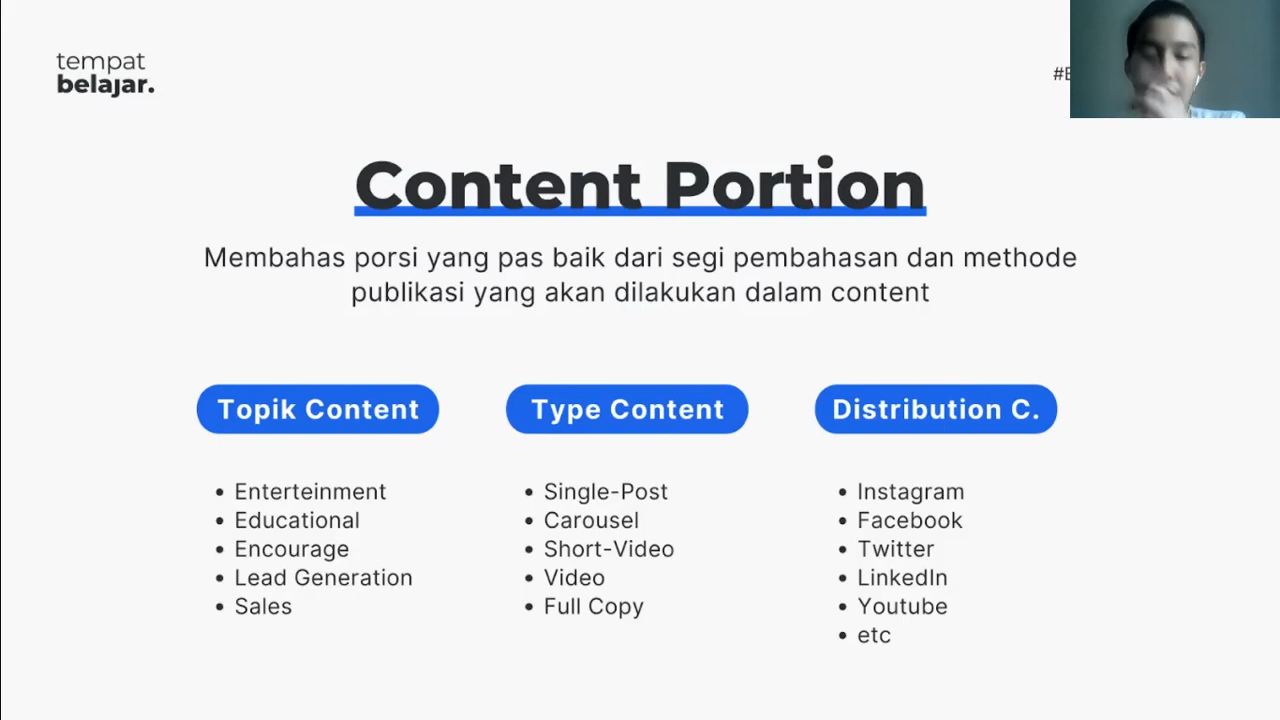 tempat
belajar.
Content Portion
Membahas porsi yang pas baik dari segi pembahasan dan methode
publikasi yang akan dilakukan dalam content
Topik Content
Type Content
Distribution C.
• Enterteinment
• Educational
• Encourage
• Lead Generation
• Sales
• Single-Post
• Carousel
• Short-Video
• Video
• Full Copy
• Instagram
• Facebook
• Twitter
• LinkedIn
• Youtube
• etc